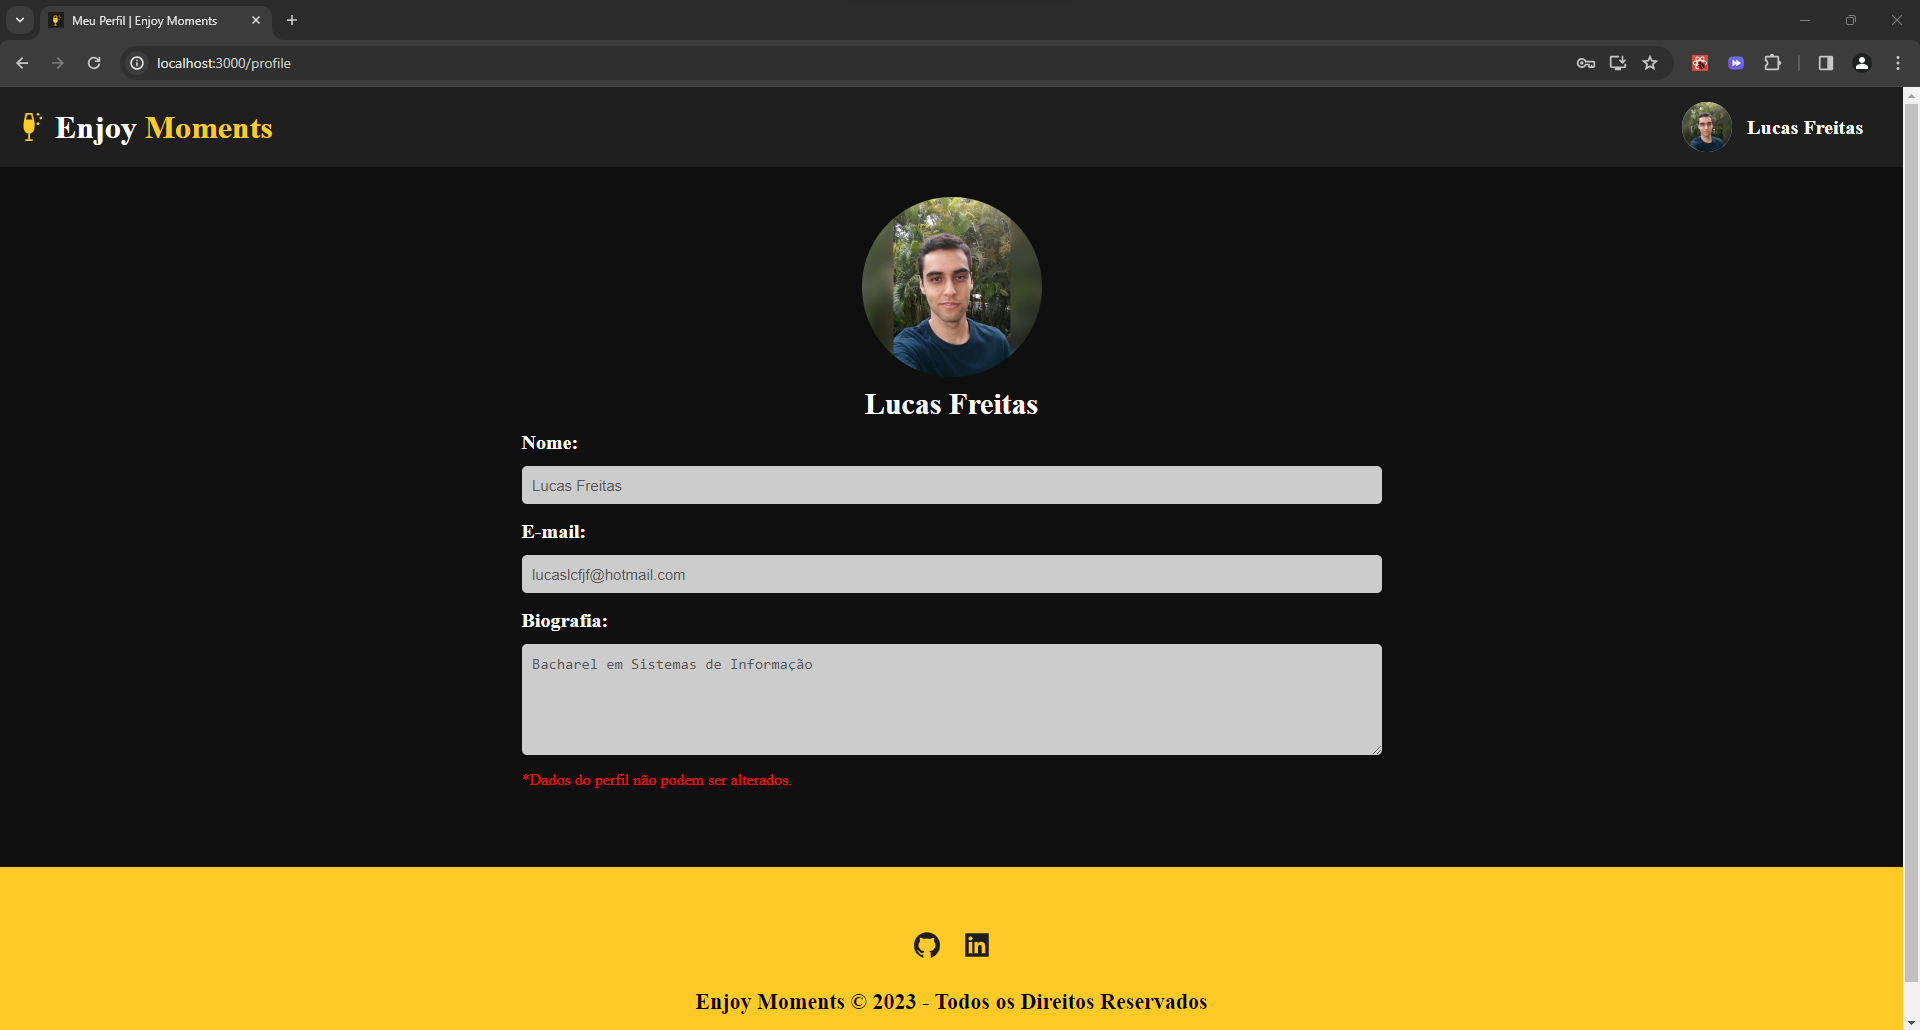 Meu Perfil | Enjoy Moments
localhost:3000/profile
Enjoy Moments
Lucas Freitas
Lucas Freitas
Nome:
Lucas Freitas
E-mail:
lucaslcfjf@hotmail.com
Biografia:
Bacharel em Sistemas de Informação
*Dados do perfil não podem ser alterados.
in
Enjoy Moments © 2023 - Todos os Direitos Reservados